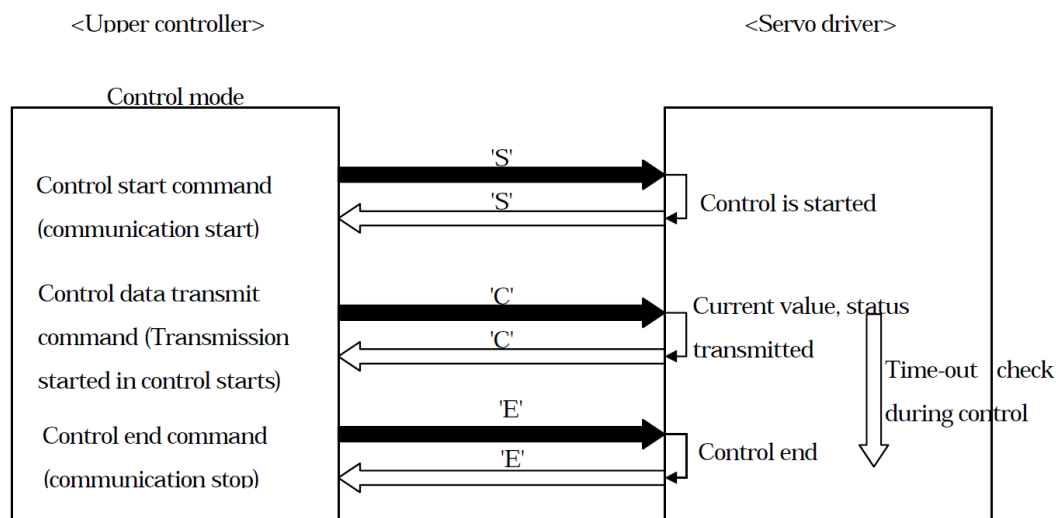 <Upper controller>
<Servo driver>
Control mode
'S'
Control start command
(communication start)
'S'
Control is started
Control data transmit
command (Transmission
started in control starts)
'C'
'C'
Current value, status
transmitted
Time-out check
during control
'E'
Control end command
(communication stop)
'E'
Control end